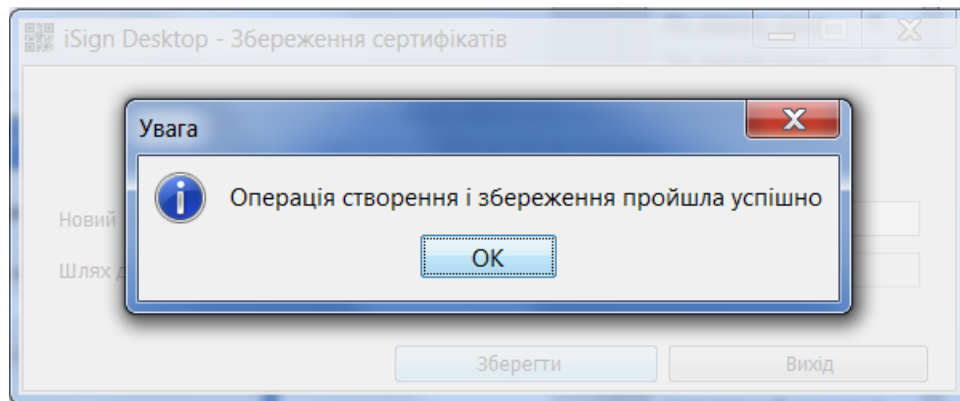 iSign Desktop - Збереження сертифікатів
Увага
Операція створення і збереження пройшла успішно
Новий
OK
Шлях
Зберегти
Вихід